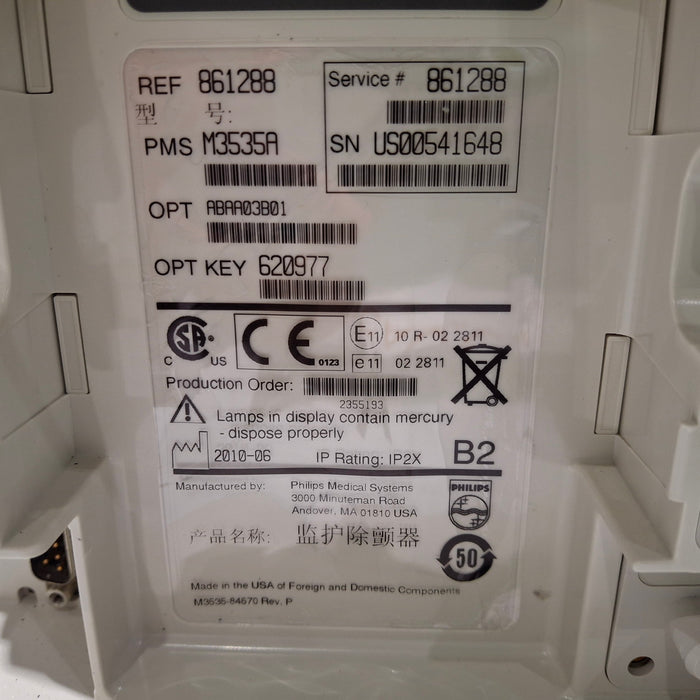 REF 861288
型 号:
PMS M3535A
Service # 861288
SN US00541648
OPT ABAA03B01
OPT KEY 620977
CSA
C US
CE 0123
E11 10 R- 02 2811
e 11 02 2811
Production Order:
2355193
Lamps in display contain mercury
- dispose properly
2010-06 IP Rating: IP2X B2
Manufactured by: Philips Medical Systems
3000 Minuteman Road
Andover, MA 01810 USA
PHILIPS
产品名称: 监护除颤器
50
Made in the USA of Foreign and Domestic Components
M3535-84570 Rev. P